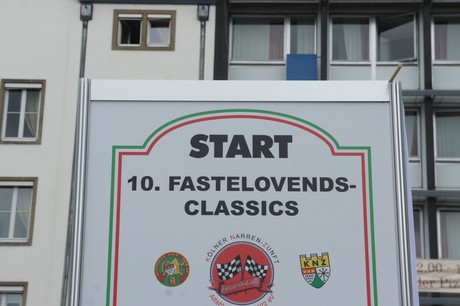 START
10. FASTELOVENDS-
CLASSICS
KÖLNER NARREN-ZUNFT
KNZ